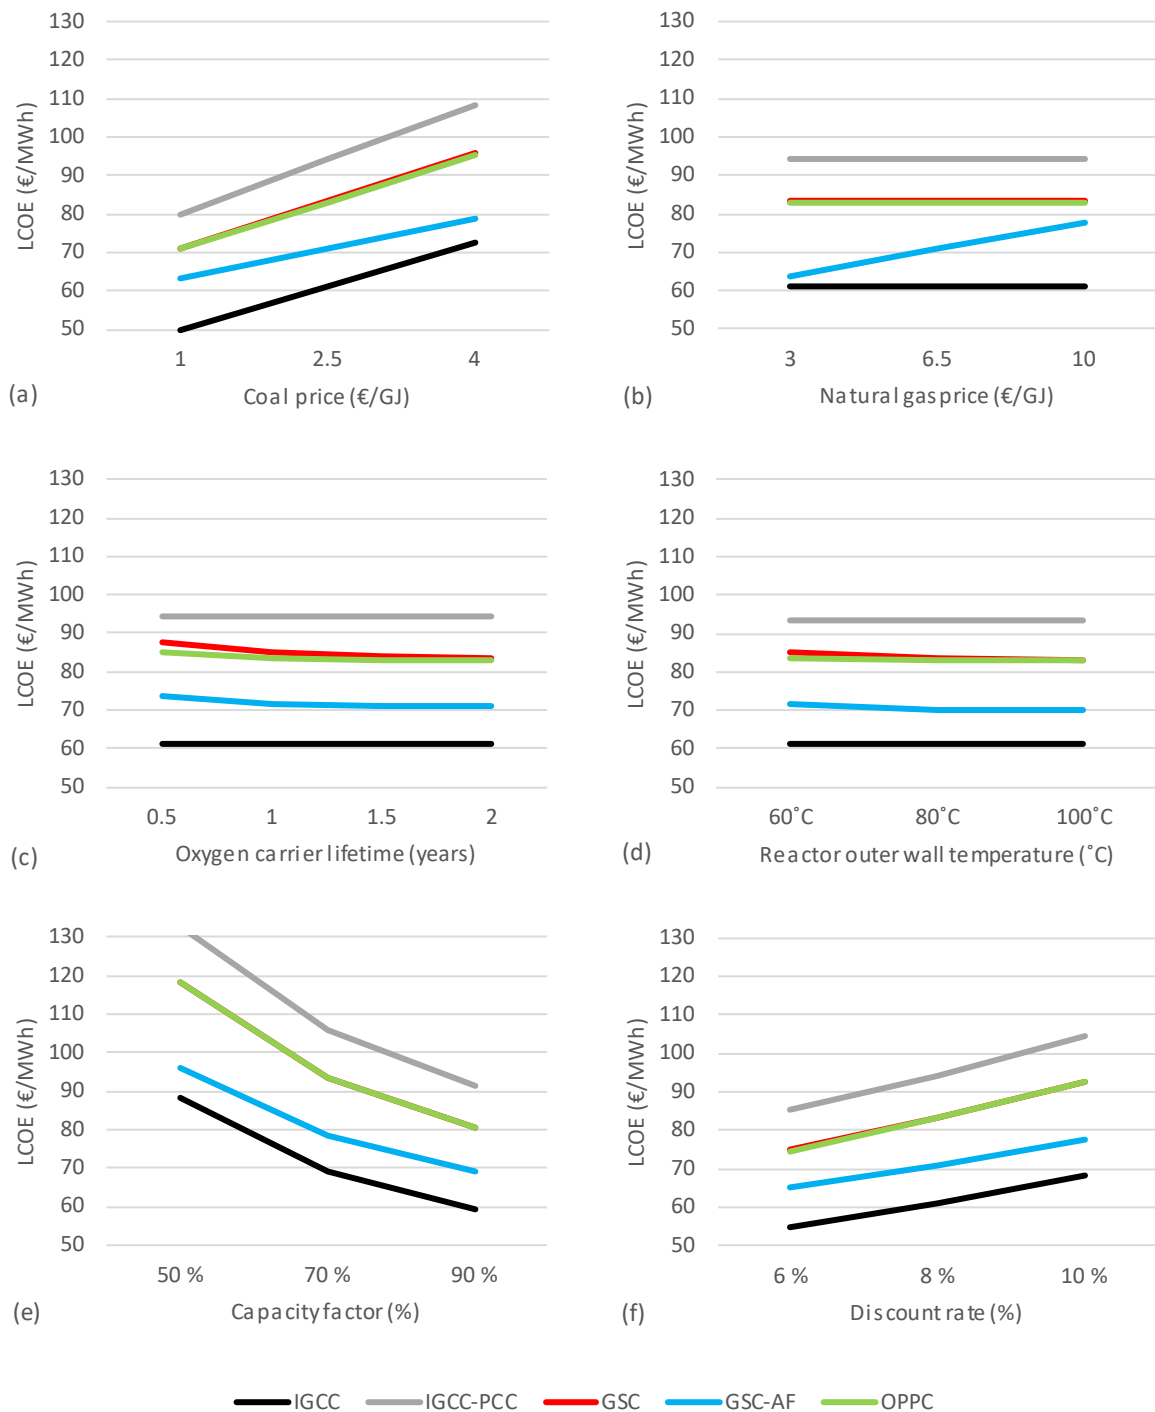 130
120
110
100
90
80
70
60
50
LCOE (€/MWh)
1 2.5 4
(a) Coal price (€/GJ)
130
120
110
100
90
80
70
60
50
LCOE (€/MWh)
3 6.5 10
(b) Natural gas price (€/GJ)
130
120
110
100
90
80
70
60
50
LCOE (€/MWh)
0.5 1 1.5 2
(c) Oxygen carrier lifetime (years)
130
120
110
100
90
80
70
60
50
LCOE (€/MWh)
60˚C 80˚C 100˚C
(d) Reactor outer wall temperature (˚C)
130
120
110
100
90
80
70
60
50
LCOE (€/MWh)
50 % 70 % 90 %
(e) Capacity factor (%)
130
120
110
100
90
80
70
60
50
LCOE (€/MWh)
6 % 8 % 10 %
(f) Discount rate (%)
IGCC IGCC-PCC GSC GSC-AF OPPC